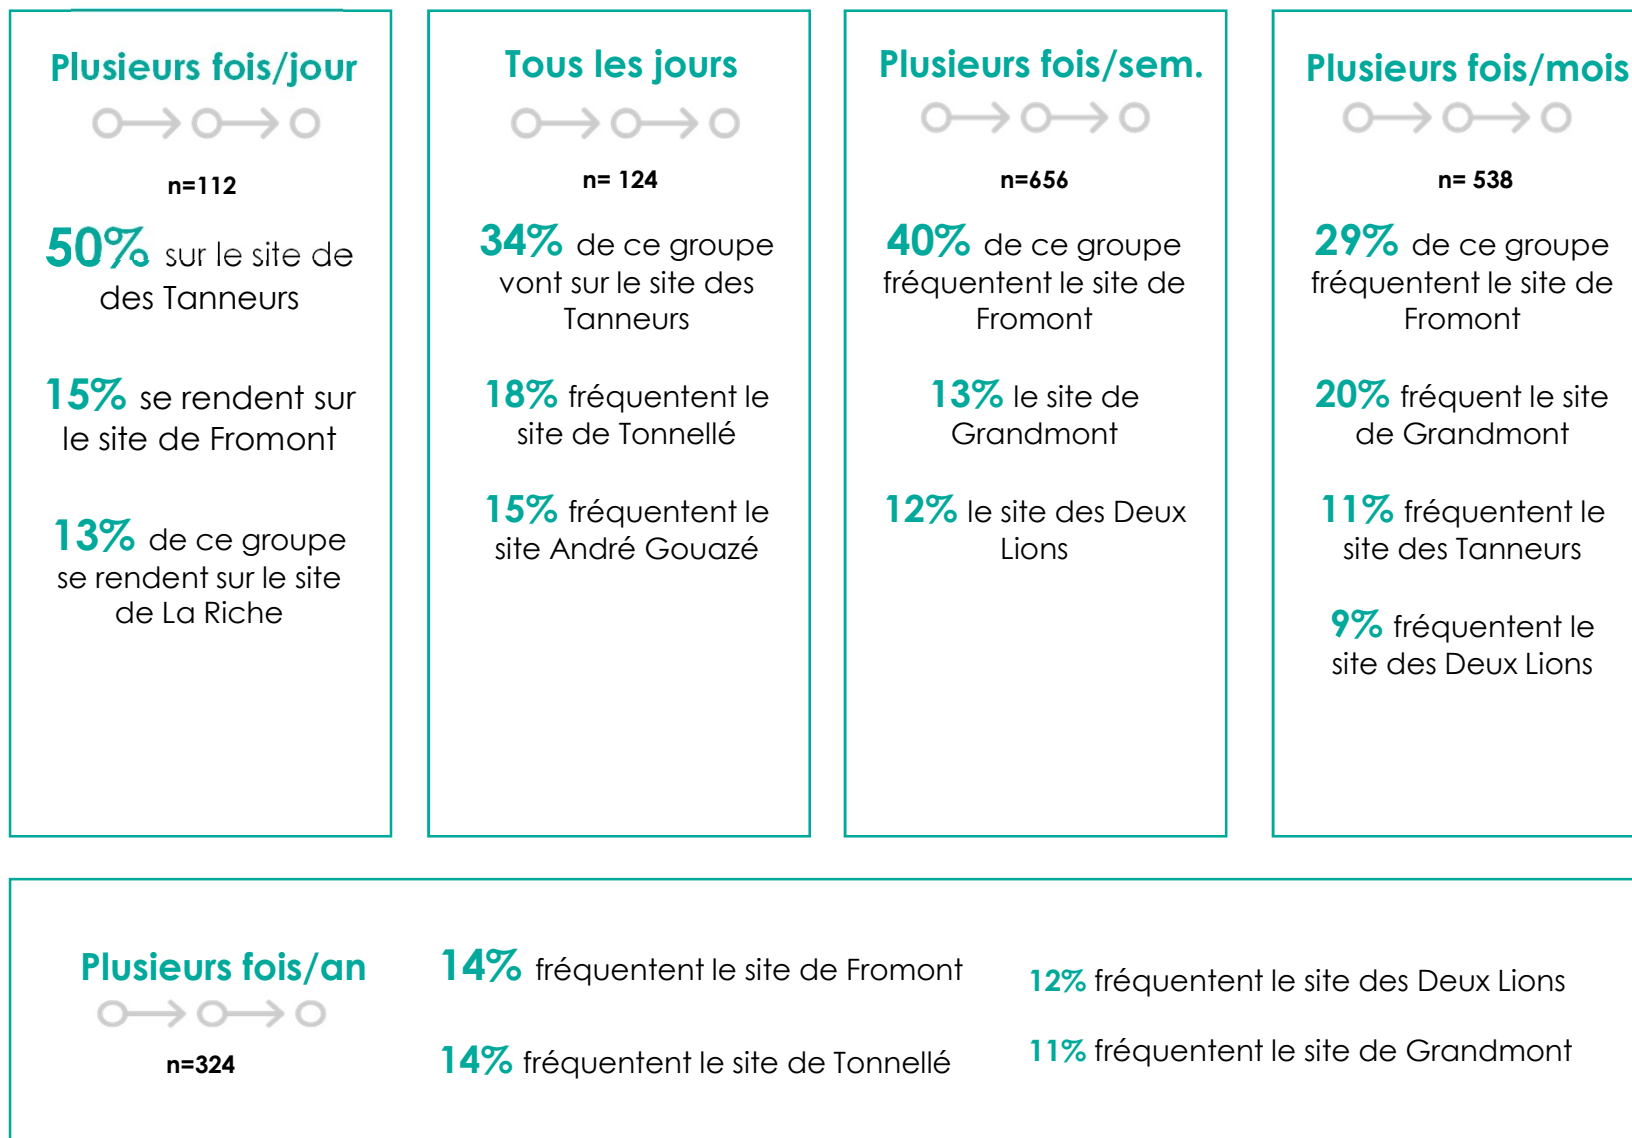 Plusieurs fois/jour
n=112
50% sur le site de
des Tanneurs
15% se rendent sur
le site de Fromont
13% de ce groupe
se rendent sur le site
de La Riche
Tous les jours
n= 124
34% de ce groupe
vont sur le site des
Tanneurs
18% fréquentent le
site de Tonnellé
15% fréquentent le
site André Gouazé
Plusieurs fois/sem.
n=656
40% de ce groupe
fréquentent le site de
Fromont
13% le site de
Grandmont
12% le site des Deux
Lions
Plusieurs fois/mois
n= 538
29% de ce groupe
fréquentent le site de
Fromont
20% fréquent le site
de Grandmont
11% fréquentent le
site des Tanneurs
9% fréquentent le
site des Deux Lions
Plusieurs fois/an
n=324
14% fréquentent le site de Fromont
14% fréquentent le site de Tonnellé
12% fréquentent le site des Deux Lions
11% fréquentent le site de Grandmont